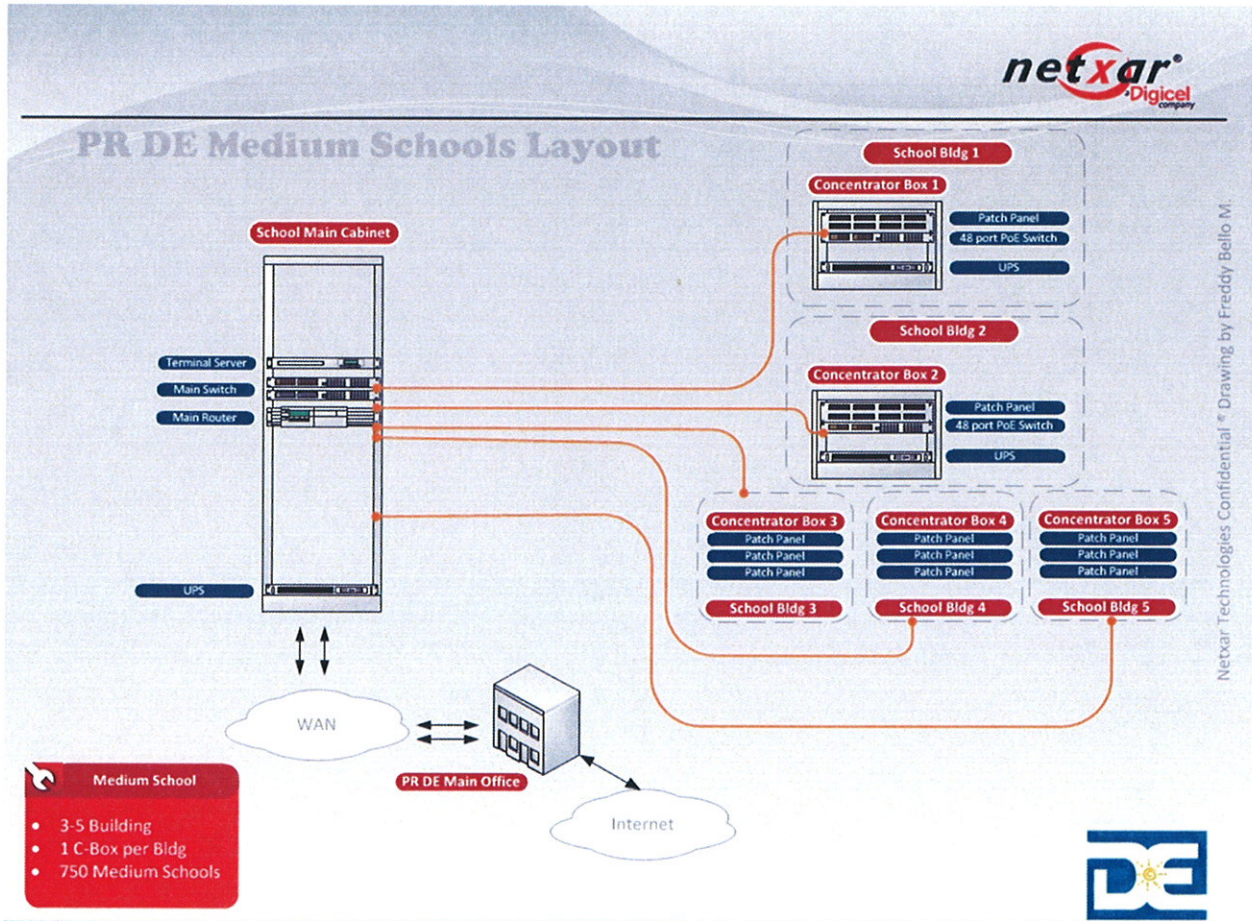 netxar®
a Digicel
company
PR DE Medium Schools Layout
School Bldg 1
Concentrator Box 1
Patch Panel
48 port PoE Switch
UPS
School Main Cabinet
Terminal Server
Main Switch
Main Router
UPS
School Bldg 2
Concentrator Box 2
Patch Panel
48 port PoE Switch
UPS
Concentrator Box 3
Patch Panel
Patch Panel
Patch Panel
School Bldg 3
Concentrator Box 4
Patch Panel
Patch Panel
Patch Panel
School Bldg 4
Concentrator Box 5
Patch Panel
Patch Panel
Patch Panel
School Bldg 5
Netxar Technologies Confidential ® Drawing by Freddy Bello M.
WAN
PR DE Main Office
Internet
Medium School
• 3-5 Building
• 1 C-Box per Bldg
• 750 Medium Schools
DE